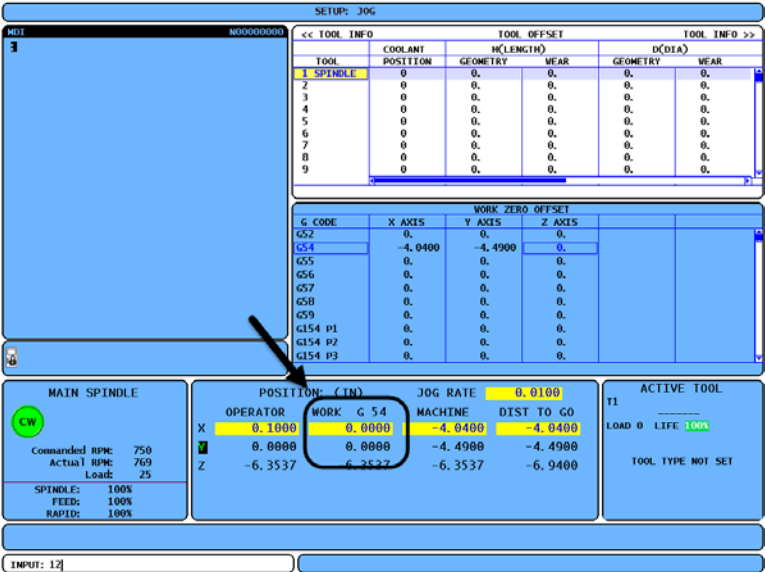 SETUP: JOG
MDI N00000000
<< TOOL INFO TOOL OFFSET TOOL INFO >>
COOLANT H(LENGTH) D(DIA)
TOOL POSITION GEOMETRY WEAR GEOMETRY WEAR
1 SPINDLE 0 0. 0. 0. 0.
2 0 0. 0. 0. 0.
3 0 0. 0. 0. 0.
4 0 0. 0. 0. 0.
5 0 0. 0. 0. 0.
6 0 0. 0. 0. 0.
7 0 0. 0. 0. 0.
8 0 0. 0. 0. 0.
9 0 0. 0. 0. 0.
WORK ZERO OFFSET
G CODE X AXIS Y AXIS Z AXIS
G52 0. 0. 0.
G54 -4.0400 -4.4900 0.
G55 0. 0. 0.
G56 0. 0. 0.
G57 0. 0. 0.
G58 0. 0. 0.
G59 0. 0. 0.
G154 P1 0. 0. 0.
G154 P2 0. 0. 0.
G154 P3 0. 0. 0.
MAIN SPINDLE
CW
Commanded RPM: 750
Actual RPM: 769
Load: 25
SPINDLE: 100%
FEED: 100%
RAPID: 100%
POSITION: (IN) JOG RATE 0.0100
OPERATOR WORK G 54 MACHINE DIST TO GO
X 0.1000 0.0000 -4.0400 -4.0400
Y 0.0000 0.0000 -4.4900 -4.4900
Z -6.3537 -6.3537 -6.3537 -6.9400
ACTIVE TOOL
T1
LOAD 0 LIFE 100%
TOOL TYPE NOT SET
INPUT: 12